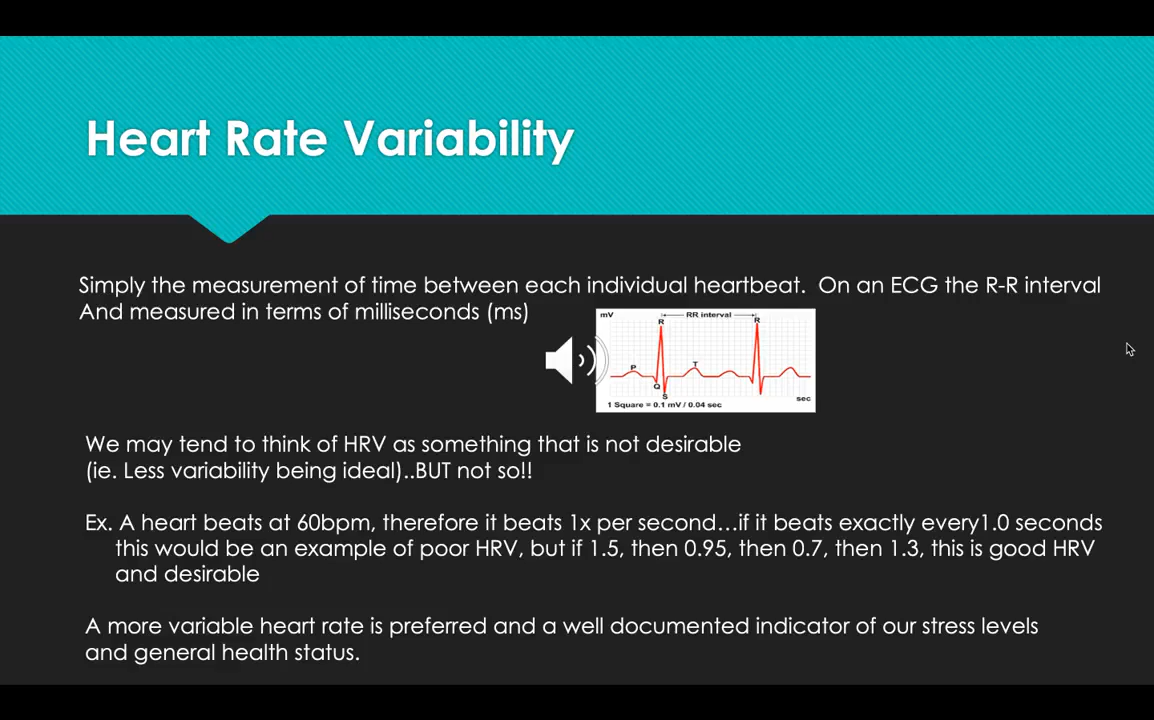 Heart Rate Variability
Simply the measurement of time between each individual heartbeat.  On an ECG the R-R interval
And measured in terms of milliseconds (ms)
mV
RR interval
R
R
P
T
Q
S
sec
1 Square = 0.1 mV / 0.04 sec
We may tend to think of HRV as something that is not desirable
(ie. Less variability being ideal)..BUT not so!!
Ex. A heart beats at 60bpm, therefore it beats 1x per second…if it beats exactly every1.0 seconds
this would be an example of poor HRV, but if 1.5, then 0.95, then 0.7, then 1.3, this is good HRV
and desirable
A more variable heart rate is preferred and a well documented indicator of our stress levels
and general health status.